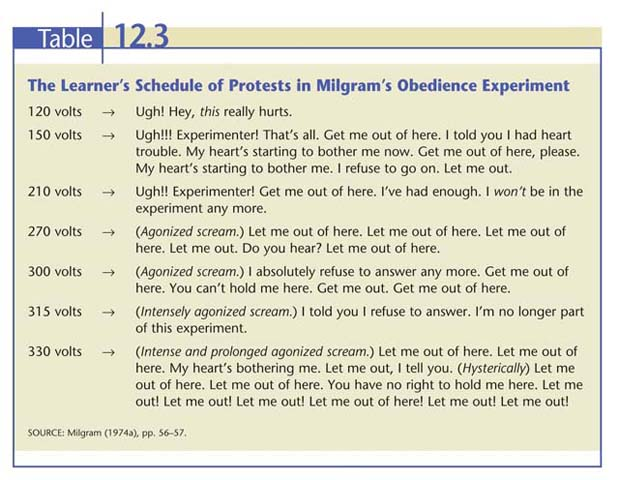 Table 12.3
The Learner's Schedule of Protests in Milgram's Obedience Experiment
120 volts → Ugh! Hey, this really hurts.
150 volts → Ugh!!! Experimenter! That's all. Get me out of here. I told you I had heart
trouble. My heart's starting to bother me now. Get me out of here, please.
My heart's starting to bother me. I refuse to go on. Let me out.
210 volts → Ugh!! Experimenter! Get me out of here. I've had enough. I won't be in the
experiment any more.
270 volts → (Agonized scream.) Let me out of here. Let me out of here. Let me out of
here. Let me out. Do you hear? Let me out of here.
300 volts → (Agonized scream.) I absolutely refuse to answer any more. Get me out of
here. You can't hold me here. Get me out. Get me out of here.
315 volts → (Intensely agonized scream.) I told you I refuse to answer. I'm no longer part
of this experiment.
330 volts → (Intense and prolonged agonized scream.) Let me out of here. Let me out of
here. My heart's bothering me. Let me out, I tell you. (Hysterically) Let me
out of here. Let me out of here. You have no right to hold me here. Let me
out! Let me out! Let me out! Let me out of here! Let me out! Let me out!
SOURCE: Milgram (1974a), pp. 56–57.